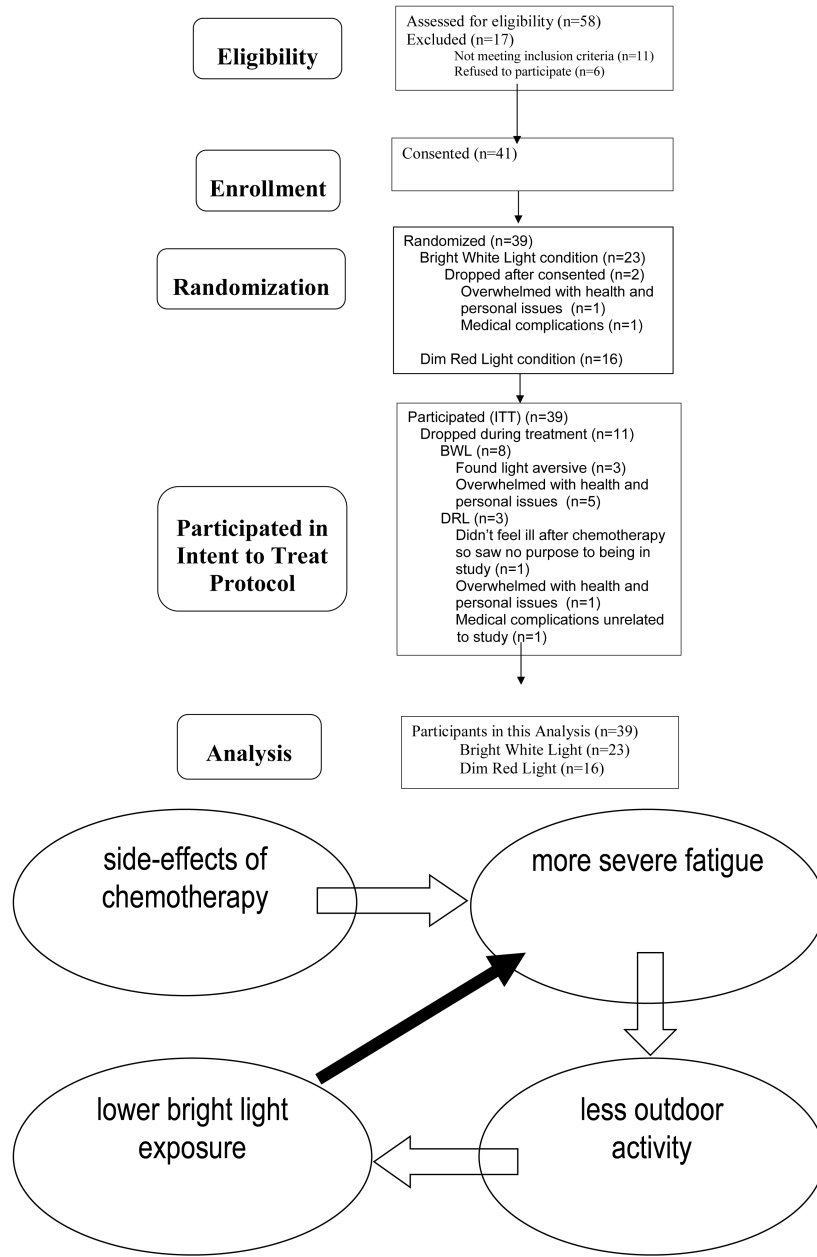 Eligibility
Assessed for eligibility (n=58)
Excluded (n=17)
Not meeting inclusion criteria (n=11)
Refused to participate (n=6)
Enrollment
Consented (n=41)
Randomization
Randomized (n=39)
Bright White Light condition (n=23)
Dropped after consented (n=2)
Overwhelmed with health and
personal issues (n=1)
Medical complications (n=1)
Dim Red Light condition (n=16)
Participated in
Intent to Treat
Protocol
Participated (ITT) (n=39)
Dropped during treatment (n=11)
BWL (n=8)
Found light aversive (n=3)
Overwhelmed with health and
personal issues (n=5)
DRL (n=3)
Didn't feel ill after chemotherapy
so saw no purpose to being in
study (n=1)
Overwhelmed with health and
personal issues (n=1)
Medical complications unrelated
to study (n=1)
Analysis
Participants in this Analysis (n=39)
Bright White Light (n=23)
Dim Red Light (n=16)
side-effects of
chemotherapy
more severe fatigue
lower bright light
exposure
less outdoor
activity